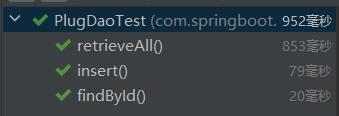 PlugDaoTest (com.springboot. 952毫秒
retrieveAll() 853毫秒
insert() 79毫秒
findById() 20毫秒